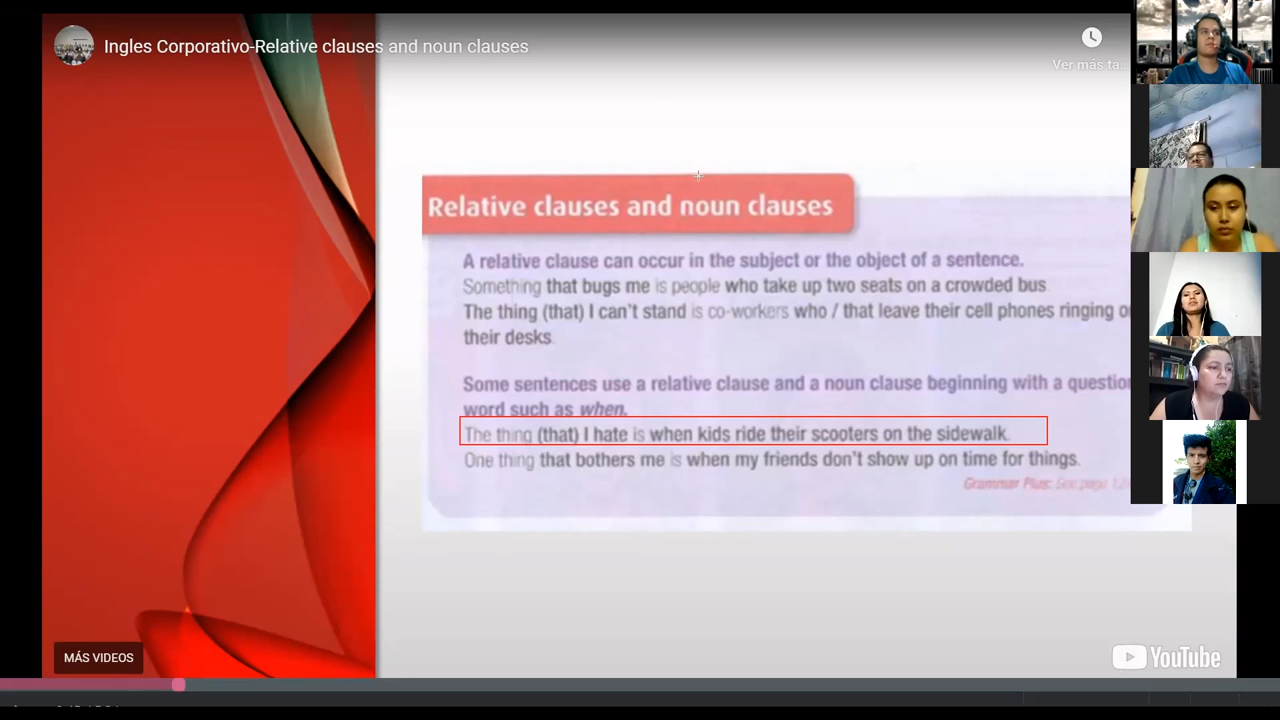 Ingles Corporativo-Relative clauses and noun clauses
Ver más ta...
Relative clauses and noun clauses
A relative clause can occur in the subject or the object of a sentence.
Something that bugs me is people who take up two seats on a crowded bus
The thing (that) I can't stand is co-workers who / that leave their cell phones ringing
their desks.
Some sentences use a relative clause and a noun clause beginning with a question
word such as when.
The thing (that) I hate is when kids ride their scooters on the sidewalk.
One thing that bothers me is when my friends don't show up on time for things.
Grammar Plus: See page
MÁS VIDEOS
YouTube